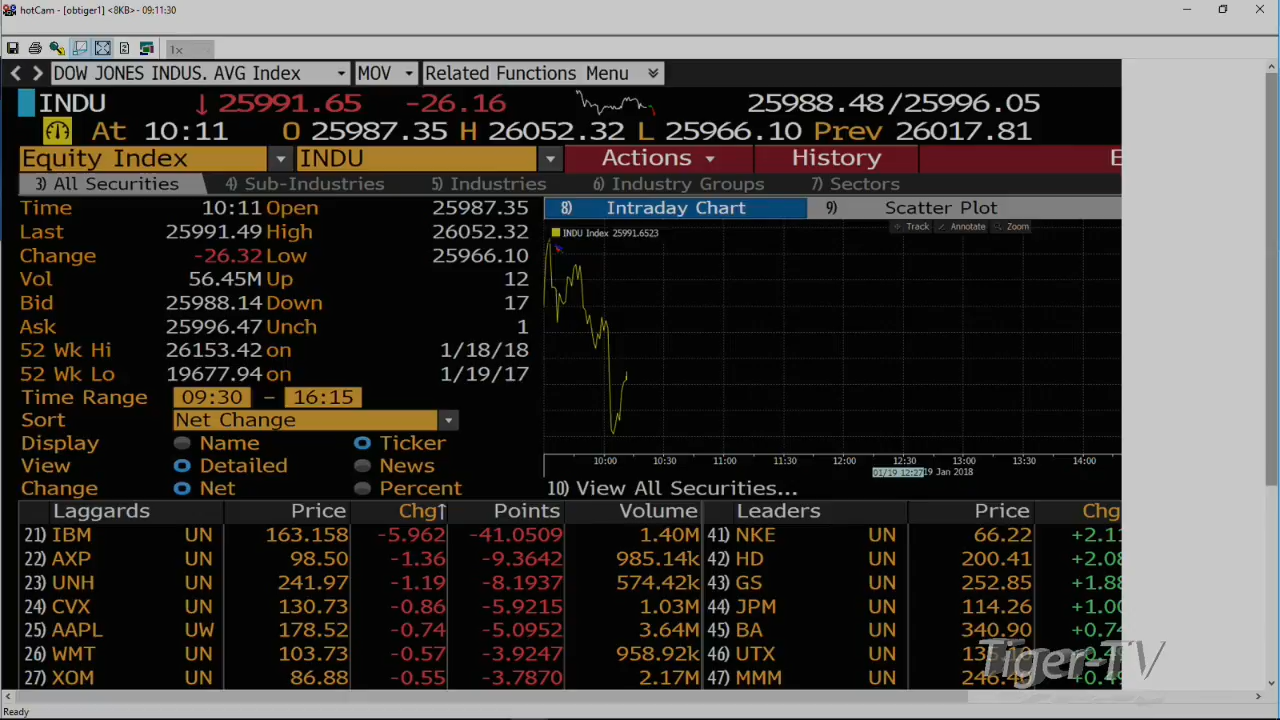 hotCam - [obtiger1] <8KB> - 09:11:30
1x
DOW JONES INDUS. AVG Index MOV Related Functions Menu
INDU ↓ 25991.65 -26.16 25988.48/25996.05
At 10:11 O 25987.35 H 26052.32 L 25966.10 Prev 26017.81
Equity Index INDU Actions History E
3) All Securities 4) Sub-Industries 5) Industries 6) Industry Groups 7) Sectors
Time 10:11 Open 25987.35 8) Intraday Chart 9) Scatter Plot
Last 25991.49 High 26052.32
INDU Index 25991.6523 Track Annotate Zoom
Change -26.32 Low 25966.10
Vol 56.45M Up 12
Bid 25988.14 Down 17
Ask 25996.47 Unch 1
52 Wk Hi 26153.42 on 1/18/18
52 Wk Lo 19677.94 on 1/19/17
Time Range 09:30 - 16:15
Sort Net Change
Display Name Ticker
View Detailed News
10:00 10:30 11:00 11:30 12:00 12:30 13:00 13:30 14:00
01/19 12:27 19 Jan 2018
Change Net Percent 10) View All Securities...
Laggards Price Chg↑ Points Volume Leaders Price Chg
21) IBM UN 163.158 -5.962 -41.0509 1.40M 41) NKE UN 66.22 +2.11
22) AXP UN 98.50 -1.36 -9.3642 985.14k 42) HD UN 200.41 +2.08
23) UNH UN 241.97 -1.19 -8.1937 574.42k 43) GS UN 252.85 +1.88
24) CVX UN 130.73 -0.86 -5.9215 1.03M 44) JPM UN 114.26 +1.00
25) AAPL UW 178.52 -0.74 -5.0952 3.64M 45) BA UN 340.90 +0.74
26) WMT UN 103.73 -0.57 -3.9247 958.92k 46) UTX UN
27) XOM UN 86.88 -0.55 -3.7870 2.17M 47) MMM UN
Tiger-TV
Ready